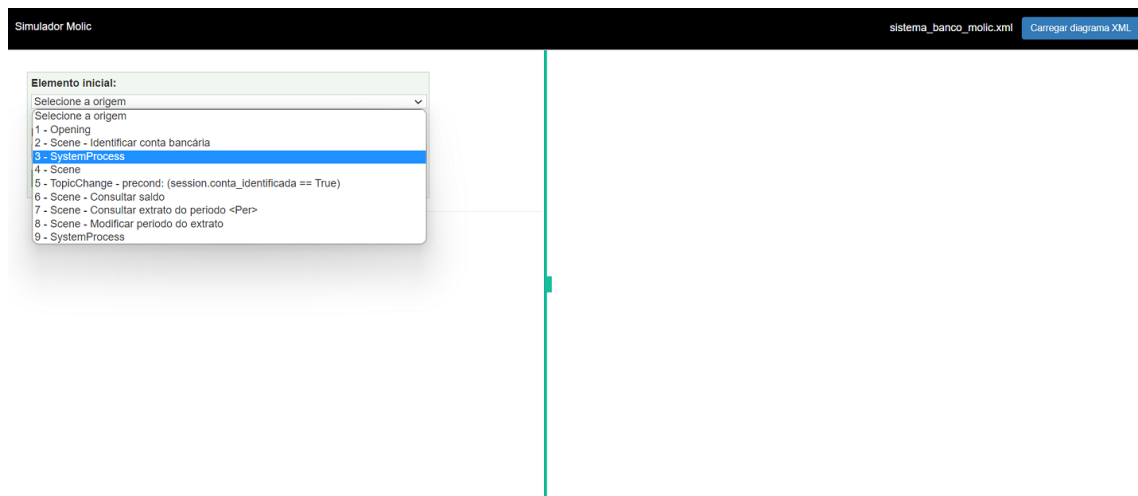 Simulador Molic
sistema_banco_molic.xml
Carregar diagrama XML
Elemento inicial:
Selecione a origem
Selecione a origem
1 - Opening
2 - Scene - Identificar conta bancária
3 - SystemProcess
4 - Scene
5 - TopicChange - precond: (session.conta_identificada == True)
6 - Scene - Consultar saldo
7 - Scene - Consultar extrato do periodo <Per>
8 - Scene - Modificar periodo do extrato
9 - SystemProcess